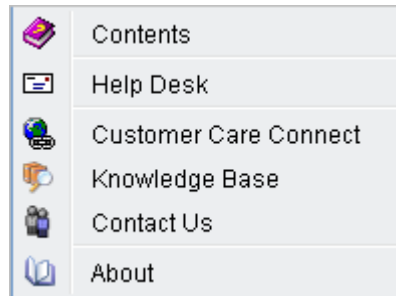 Contents
Help Desk
Customer Care Connect
Knowledge Base
Contact Us
About